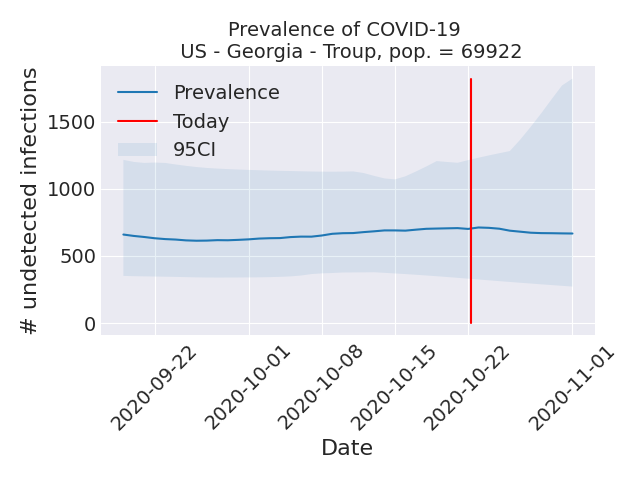 Prevalence of COVID-19
US - Georgia - Troup, pop. = 69922
# undetected infections
1500
1000
500
0
Prevalence
Today
95CI
2020-09-22
2020-10-01
2020-10-08
2020-10-15
2020-10-22
2020-11-01
Date